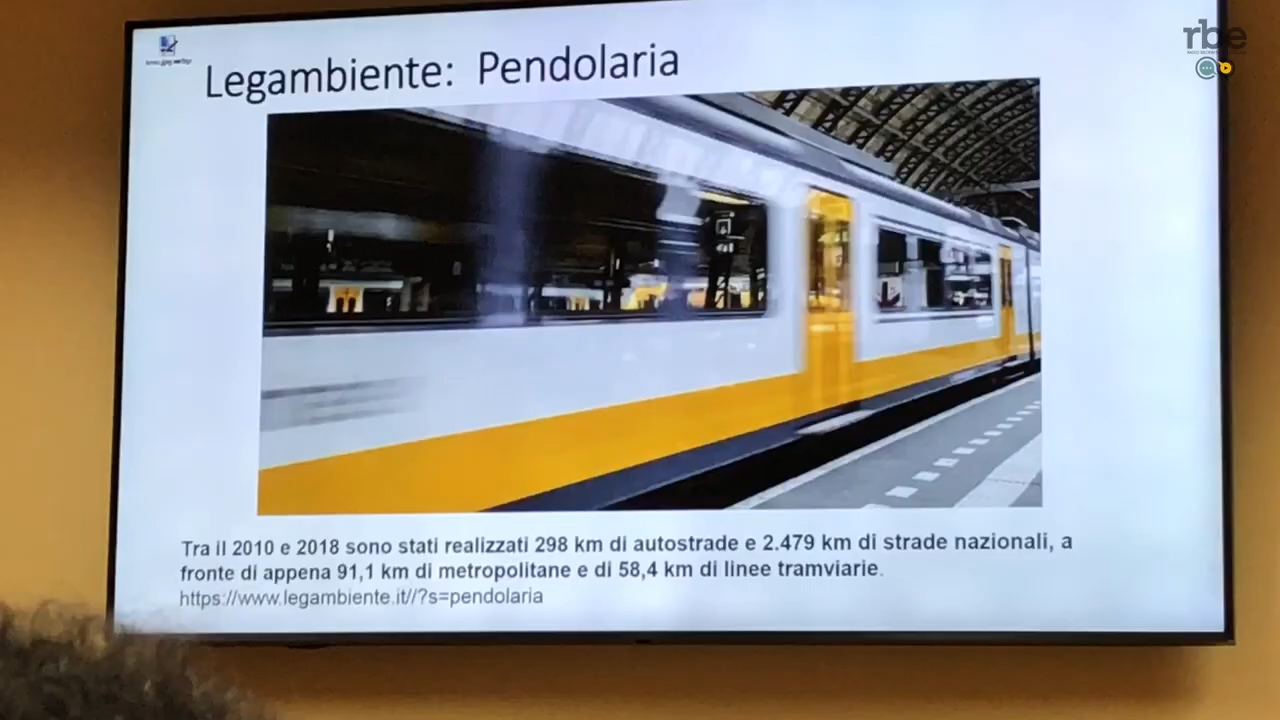 rbe
Legambiente: Pendolaria
Tra il 2010 e 2018 sono stati realizzati 298 km di autostrade e 2.479 km di strade nazionali, a
fronte di appena 91,1 km di metropolitane e di 58,4 km di linee tramviarie.
https://www.legambiente.it//?s=pendolaria